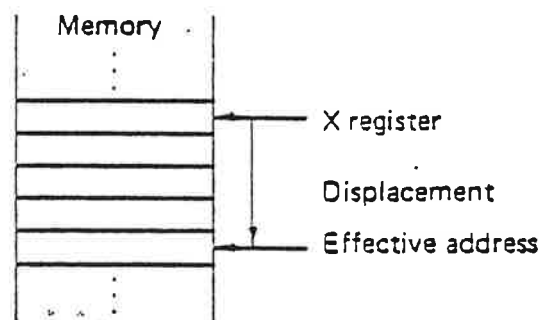 Memory
X register
Displacement
Effective address